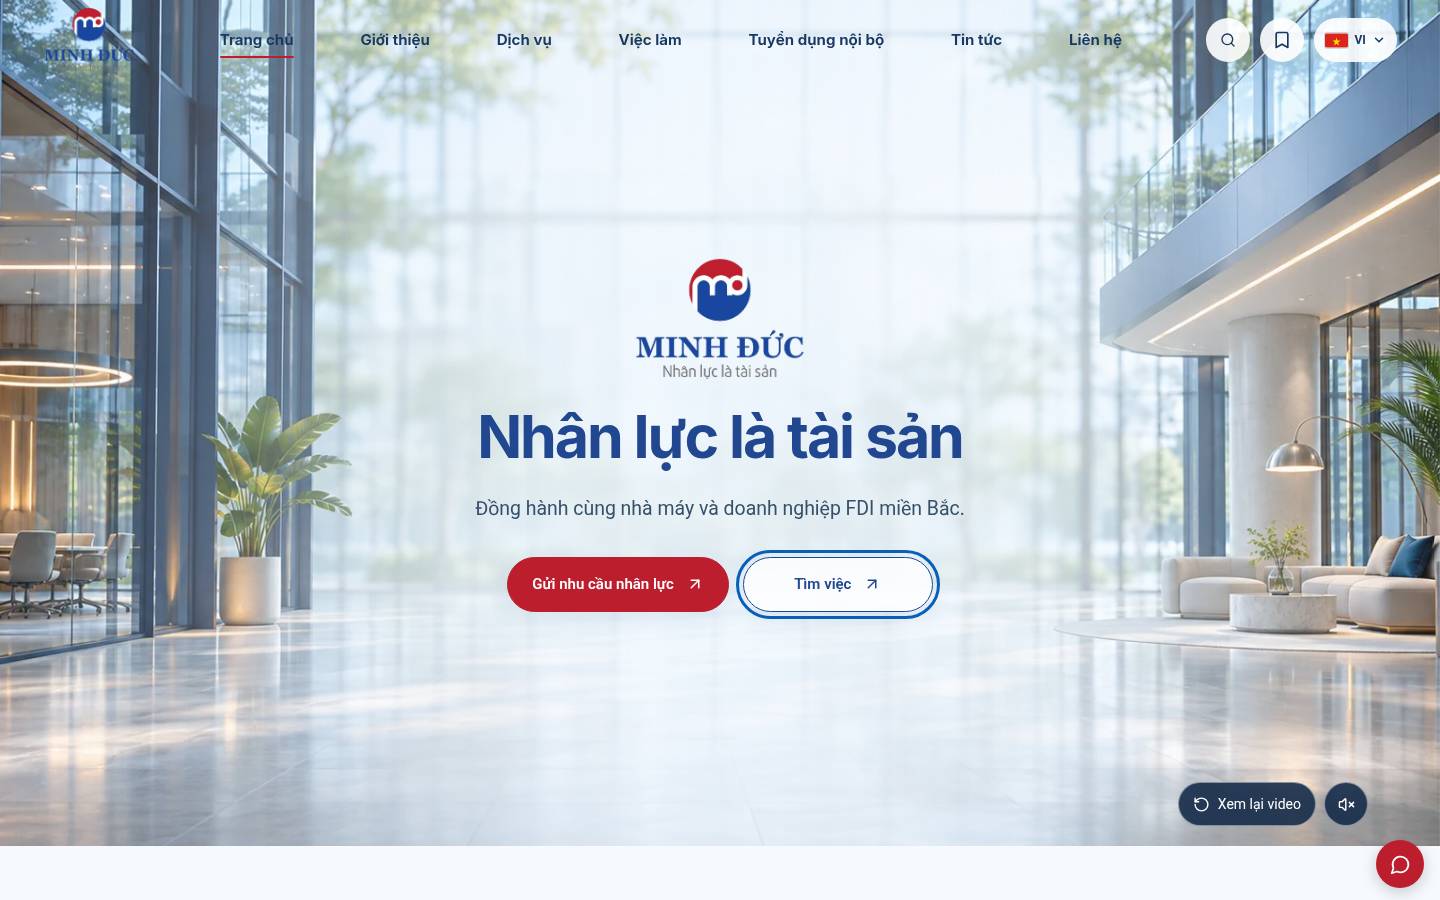 MINH ĐỨC
Trang chủ
Giới thiệu
Dịch vụ
Việc làm
Tuyển dụng nội bộ
Tin tức
Liên hệ
VI
md
MINH ĐỨC
Nhân lực là tài sản
Nhân lực là tài sản
Đồng hành cùng nhà máy và doanh nghiệp FDI miền Bắc.
Gửi nhu cầu nhân lực
Tìm việc
Xem lại video